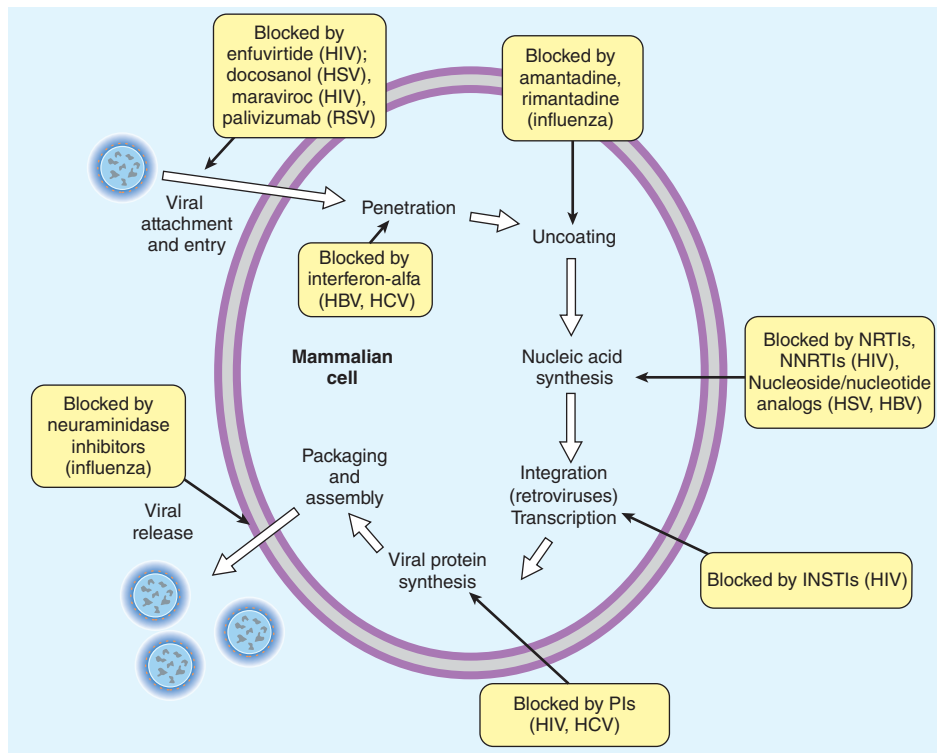 Blocked by
enfuvirtide (HIV);
docosanol (HSV),
maraviroc (HIV),
palivizumab (RSV)
Blocked by
amantadine,
rimantadine
(influenza)
Viral
attachment
and entry
Penetration
Uncoating
Blocked by
interferon-alfa
(HBV, HCV)
Mammalian
cell
Nucleic acid
synthesis
Blocked by NRTIs,
NNRTIs (HIV),
Nucleoside/nucleotide
analogs (HSV, HBV)
Blocked by
neuraminidase
inhibitors
(influenza)
Packaging
and
assembly
Integration
(retroviruses)
Transcription
Viral
release
Viral protein
synthesis
Blocked by INSTIs (HIV)
Blocked by PIs
(HIV, HCV)